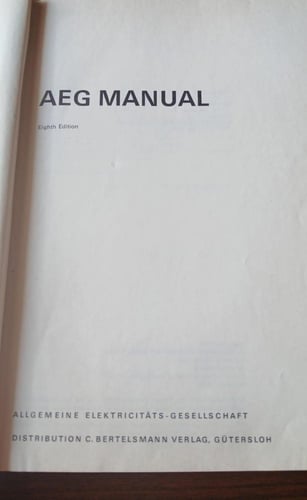 AEG MANUAL
Eighth Edition
ALLGEMEINE ELEKTRICITÄTS-GESELLSCHAFT
DISTRIBUTION C. BERTELSMANN VERLAG, GÜTERSLOH